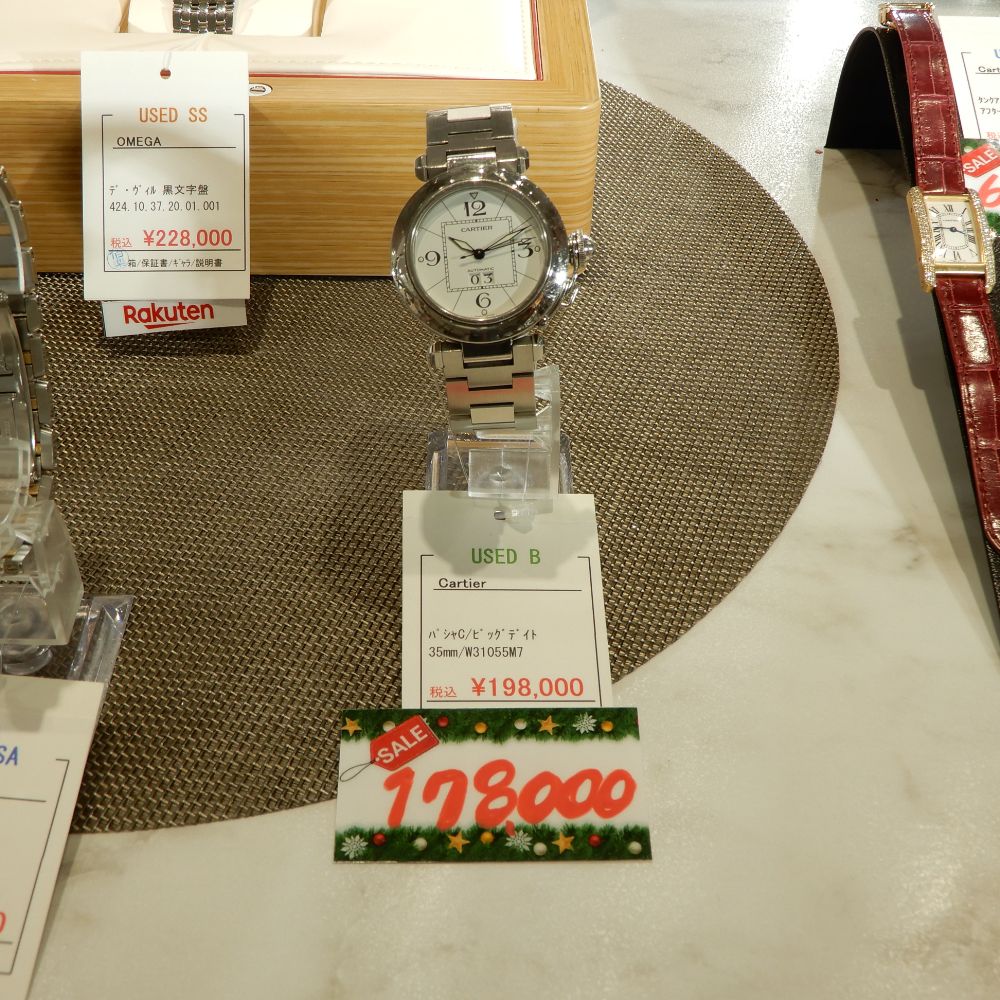 USED SS
OMEGA
デ・ヴィル 黒文字盤
424.10.37.20.01.001
税込 ¥228,000
箱/保証書/ギャラ/説明書
Rakuten
12
CARTIER
9
3
AUTOMATIC
03
6
USED B
Cartier
パシャC/ビッグデイト
35mm/W31055M7
税込 ¥198,000
SALE
178,000
SA
SALE